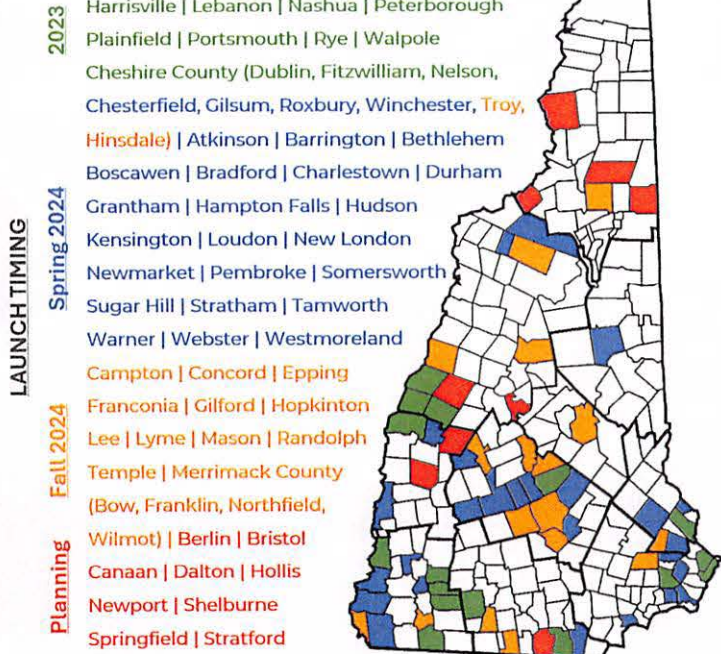 Harrisville | Lebanon | Nashua | Peterborough
2023
Plainfield | Portsmouth | Rye | Walpole
Cheshire County (Dublin, Fitzwilliam, Nelson,
Chesterfield, Gilsum, Roxbury, Winchester, Troy,
Hinsdale) | Atkinson | Barrington | Bethlehem
Boscawen | Bradford | Charlestown | Durham
LAUNCH TIMING
Spring 2024
Grantham | Hampton Falls | Hudson
Kensington | Loudon | New London
Newmarket | Pembroke | Somersworth
Sugar Hill | Stratham | Tamworth
Warner | Webster | Westmoreland
Campton | Concord | Epping
Fall 2024
Franconia | Gilford | Hopkinton
Lee | Lyme | Mason | Randolph
Temple | Merrimack County
(Bow, Franklin, Northfield,
Wilmot) | Berlin | Bristol
Planning
Canaan | Dalton | Hollis
Newport | Shelburne
Springfield | Stratford